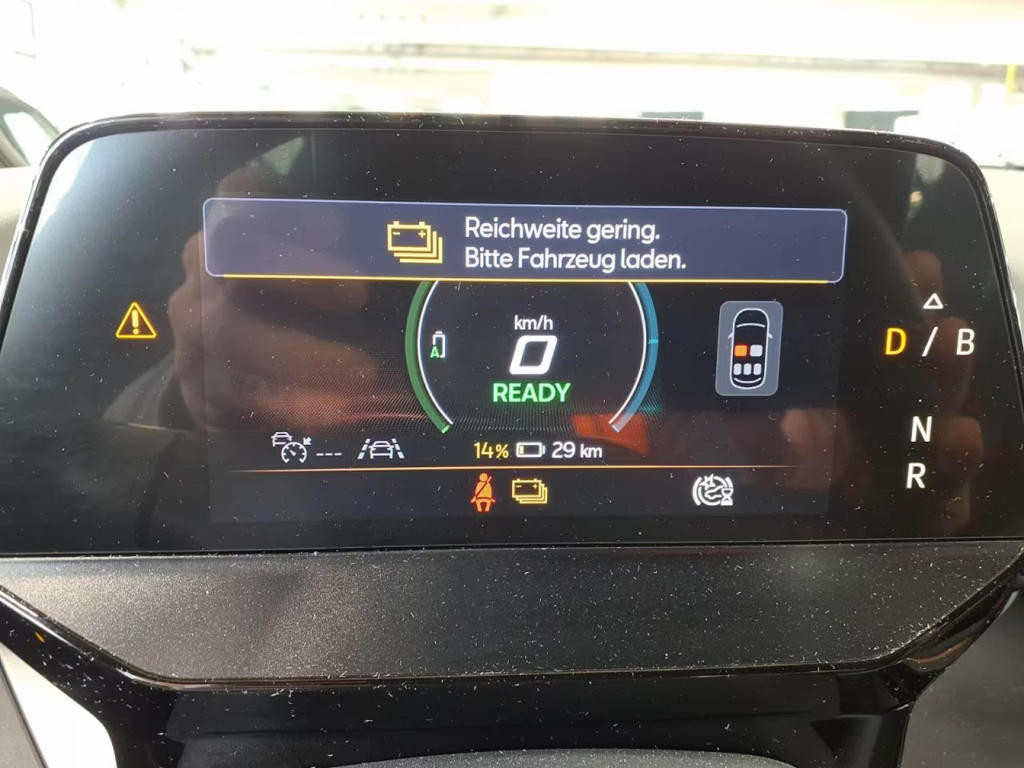 Reichweite gering.
Bitte Fahrzeug laden.
km/h
0
READY
A
D / B
N
R
---
14% 29 km